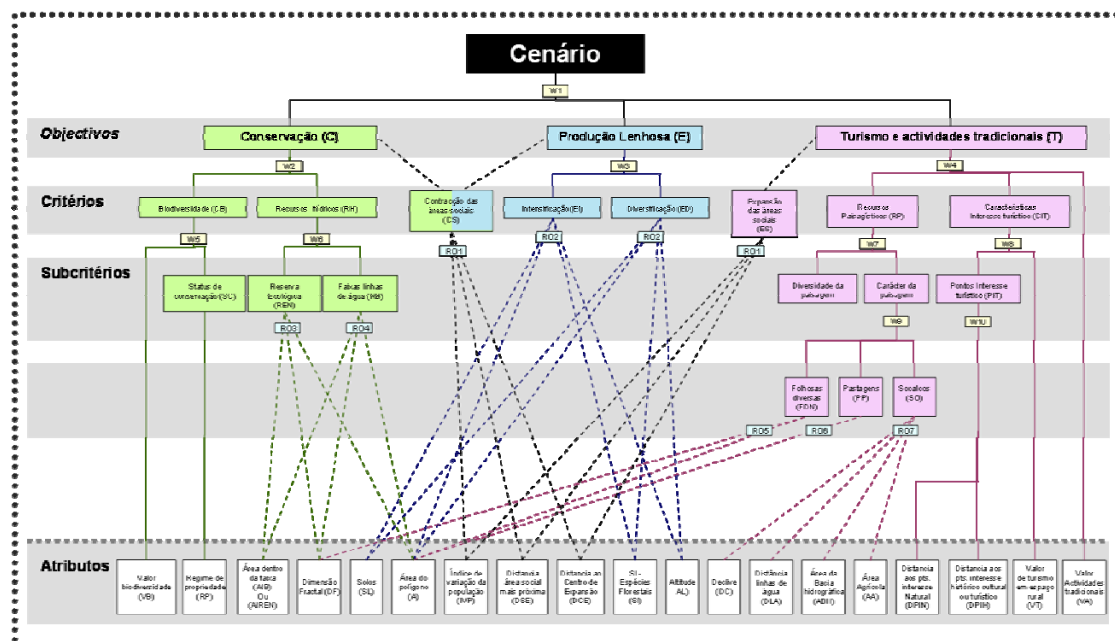 Cenário
W1
Objectivos
Conservação (C)
Produção Lenhosa (E)
Turismo e actividades tradicionais (T)
W2
W3
W4
Critérios
Biodiversidade (CB)
Recursos hídricos (RH)
Contracção das
áreas sociais
(CS)
Intensificação (EI)
Diversificação (ED)
Expansão
das áreas
sociais
(ES)
Recursos
Paisagísticos (RP)
Características
Interesse turístico (CIT)
W5
W6
RO1
RO2
RO2
RO1
W7
W8
Subcritérios
Status de
conservação (SC)
Reserva
Ecológica
(REN)
Faixas linhas
de água
Diversidade da
paisagem
Carácter da
paisagem
Pontos Interesse
turístico (PIT)
RO3
RO4
W9
W10
Folhosas
diversas
(FDN)
Pastagens
(PP)
Socalcos
(SO)
RO5
RO6
RO7
Atributos
Valor
biodiversidade
(VB)
Regime de
propriedade
(RP)
Área dentro
da faixa
Ou
(AIREN)
Dimensão
Fractal (DF)
Solos
(SL)
Área do
polígono
(A)
Índice de
variação da
população
(IVP)
Distancia
área social
mais próxima
(DSE)
Distancia ao
Centro de
Expansão
(DCE)
SI -
Espécies
Florestais
(SI)
Altitude
AL)
Declive
(DC)
Distância
linhas de
água
(DLA)
Área da
Bacia
hidrográfica
Área
Agrícola
(AA)
Distancia
aos pts.
interesse
Natural
(DPIN)
Distancia aos
pts. interesse
histórico cultural
ou turístico
(DPIH)
Valor
de turismo
em espaço
rural
(VT)
Valor
Actividades
tradicionais
(VA)